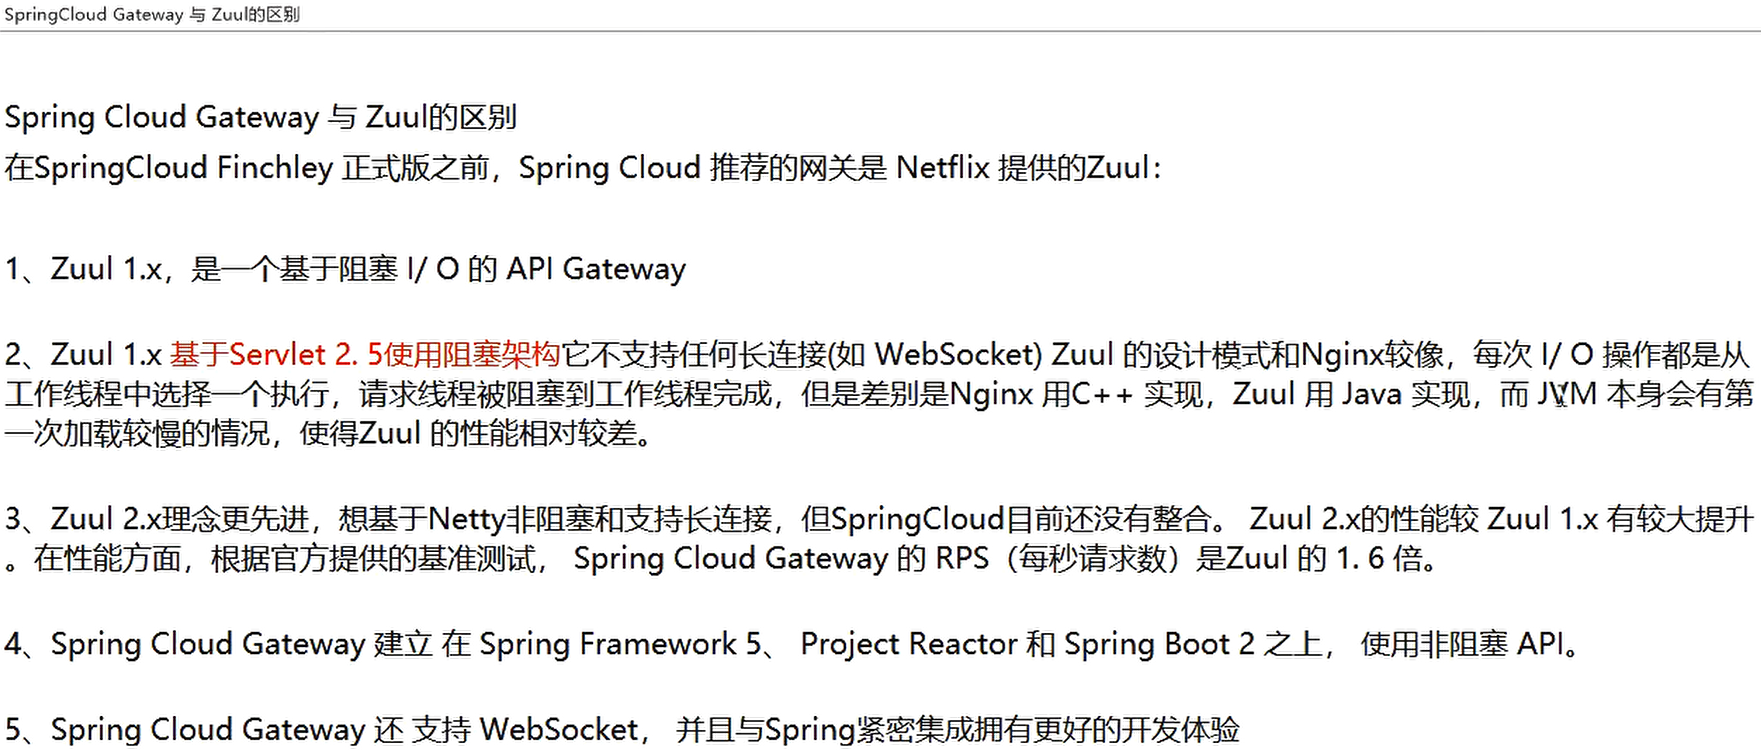 SpringCloud Gateway 与 Zuul的区别
Spring Cloud Gateway 与 Zuul的区别
在SpringCloud Finchley 正式版之前，Spring Cloud 推荐的网关是 Netflix 提供的Zuul：
1、Zuul 1.x，是一个基于阻塞 I/ O 的 API Gateway
2、Zuul 1.x 基于Servlet 2. 5使用阻塞架构它不支持任何长连接(如 WebSocket) Zuul 的设计模式和Nginx较像，每次 I/ O 操作都是从
工作线程中选择一个执行，请求线程被阻塞到工作线程完成，但是差别是Nginx 用C++ 实现，Zuul 用 Java 实现，而 JVM 本身会有第
一次加载较慢的情况，使得Zuul 的性能相对较差。
3、Zuul 2.x理念更先进，想基于Netty非阻塞和支持长连接，但SpringCloud目前还没有整合。 Zuul 2.x的性能较 Zuul 1.x 有较大提升
。在性能方面，根据官方提供的基准测试， Spring Cloud Gateway 的 RPS（每秒请求数）是Zuul 的 1. 6 倍。
4、Spring Cloud Gateway 建立 在 Spring Framework 5、 Project Reactor 和 Spring Boot 2 之上， 使用非阻塞 API。
5、Spring Cloud Gateway 还 支持 WebSocket， 并且与Spring紧密集成拥有更好的开发体验